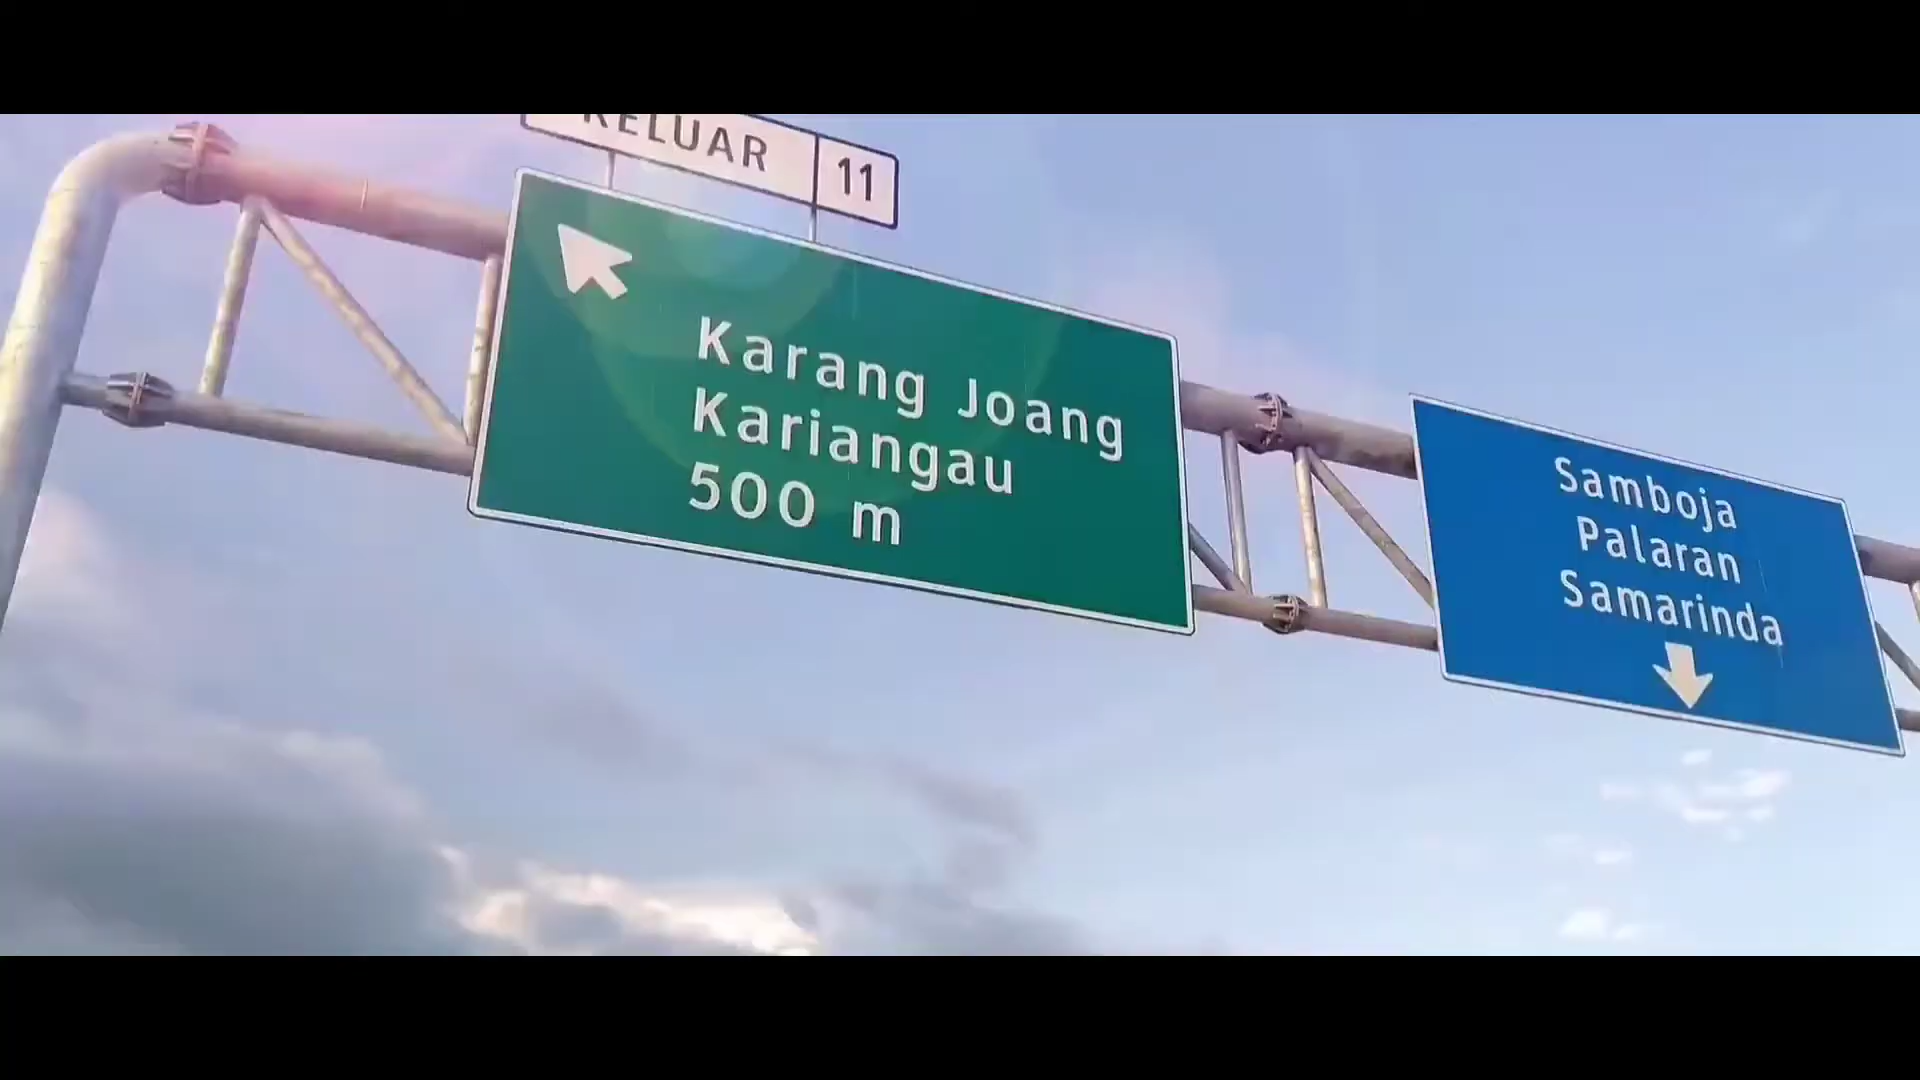 KELUAR 11
Karang Joang
Kariangau
500 m
Samboja
Palaran
Samarinda